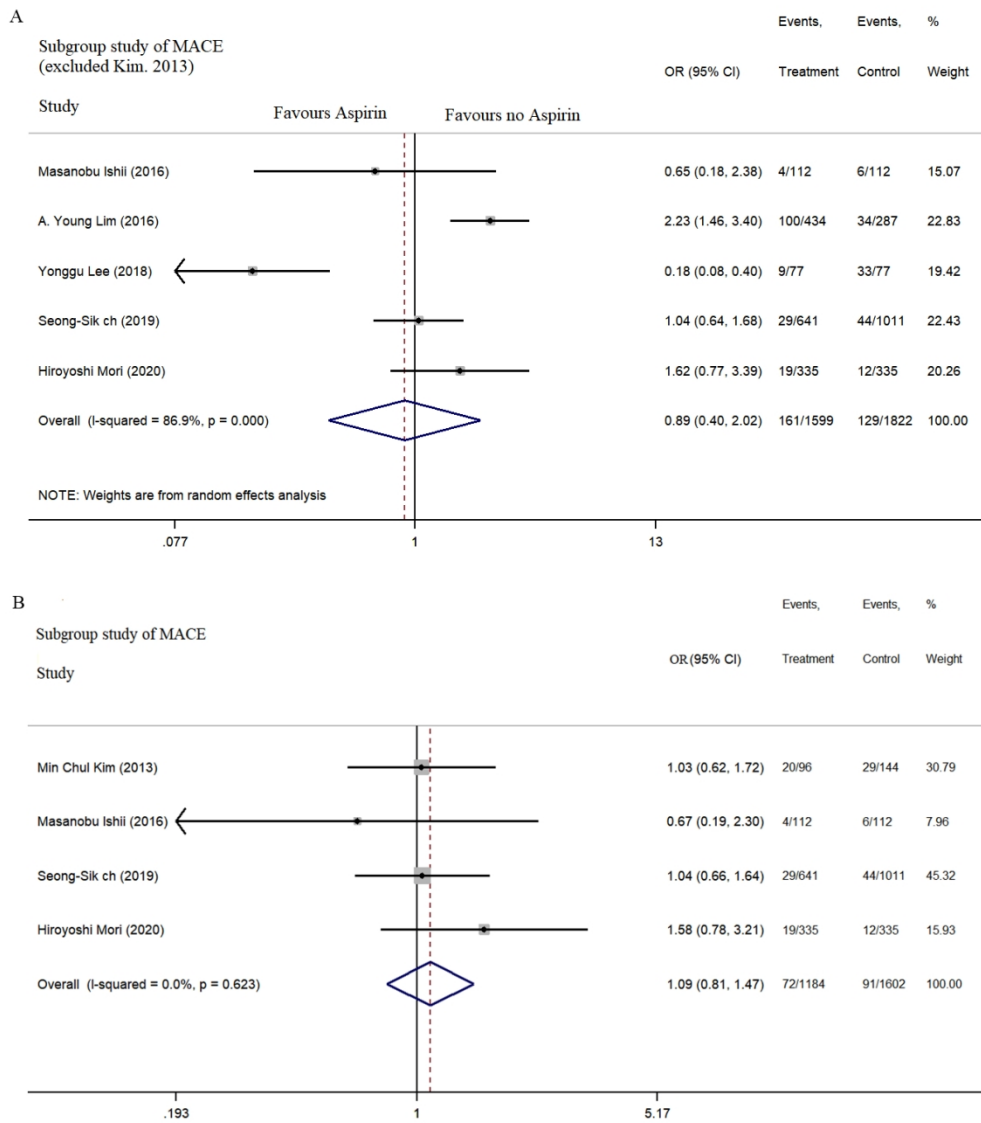 A
Events, Events, %
Subgroup study of MACE
(excluded Kim. 2013)
OR (95% CI) Treatment Control Weight
Study
Favours Aspirin Favours no Aspirin
Masanobu Ishii (2016) 0.65 (0.18, 2.38) 4/112 6/112 15.07
A. Young Lim (2016) 2.23 (1.46, 3.40) 100/434 34/287 22.83
Yonggu Lee (2018) 0.18 (0.08, 0.40) 9/77 33/77 19.42
Seong-Sik ch (2019) 1.04 (0.64, 1.68) 29/641 44/1011 22.43
Hiroyoshi Mori (2020) 1.62 (0.77, 3.39) 19/335 12/335 20.26
Overall (I-squared = 86.9%, p = 0.000) 0.89 (0.40, 2.02) 161/1599 129/1822 100.00
NOTE: Weights are from random effects analysis
.077 1 13
B
Events, Events, %
Subgroup study of MACE
OR (95% CI) Treatment Control Weight
Study
Min Chul Kim (2013) 1.03 (0.62, 1.72) 20/96 29/144 30.79
Masanobu Ishii (2016) 0.67 (0.19, 2.30) 4/112 6/112 7.96
Seong-Sik ch (2019) 1.04 (0.66, 1.64) 29/641 44/1011 45.32
Hiroyoshi Mori (2020) 1.58 (0.78, 3.21) 19/335 12/335 15.93
Overall (I-squared = 0.0%, p = 0.623) 1.09 (0.81, 1.47) 72/1184 91/1602 100.00
.193 1 5.17